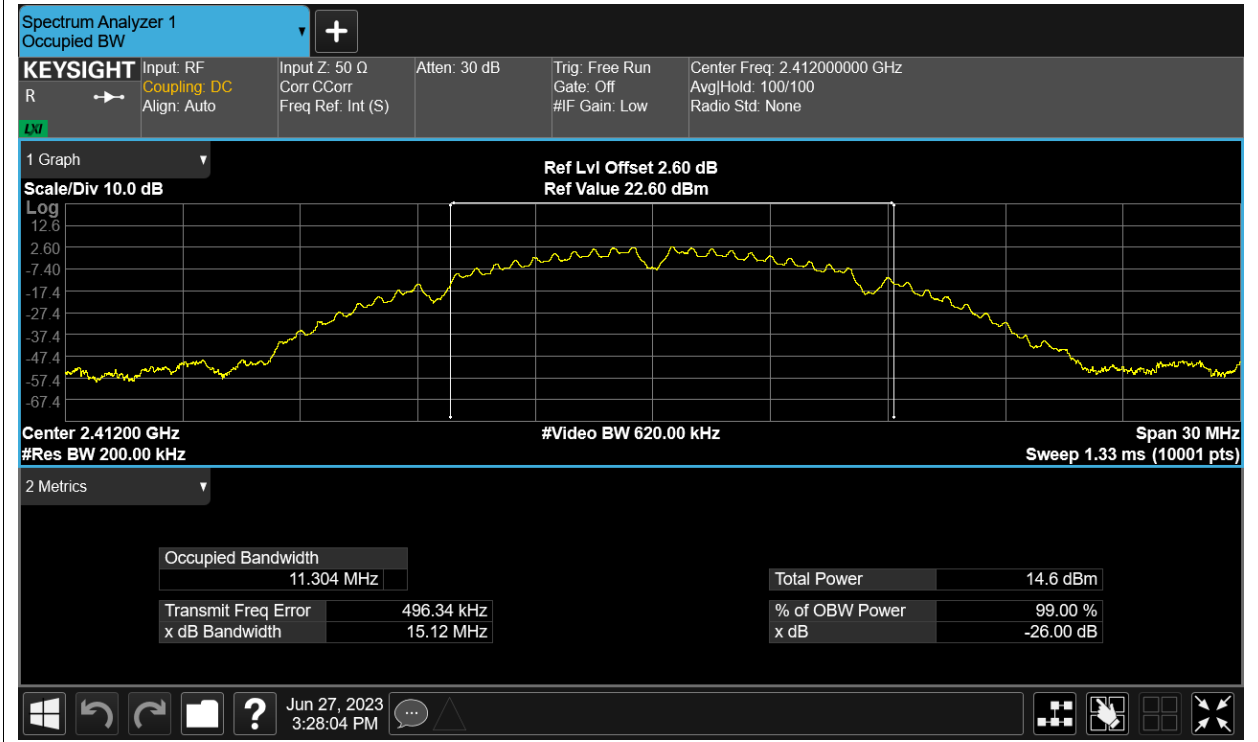 Spectrum Analyzer 1
Occupied BW
KEYSIGHT
R
LXI
Input: RF
Coupling: DC
Align: Auto
Input Z: 50 Ω
Corr CCorr
Freq Ref: Int (S)
Atten: 30 dB
Trig: Free Run
Gate: Off
#IF Gain: Low
Center Freq: 2.412000000 GHz
Avg|Hold: 100/100
Radio Std: None
1 Graph
Scale/Div 10.0 dB
Ref Lvl Offset 2.60 dB
Ref Value 22.60 dBm
Log
12.6
2.60
-7.40
-17.4
-27.4
-37.4
-47.4
-57.4
-67.4
Center 2.41200 GHz
#Res BW 200.00 kHz
#Video BW 620.00 kHz
Span 30 MHz
Sweep 1.33 ms (10001 pts)
2 Metrics
Occupied Bandwidth
11.304 MHz
Transmit Freq Error 496.34 kHz
x dB Bandwidth 15.12 MHz
Total Power 14.6 dBm
% of OBW Power 99.00 %
x dB -26.00 dB
?
Jun 27, 2023
3:28:04 PM